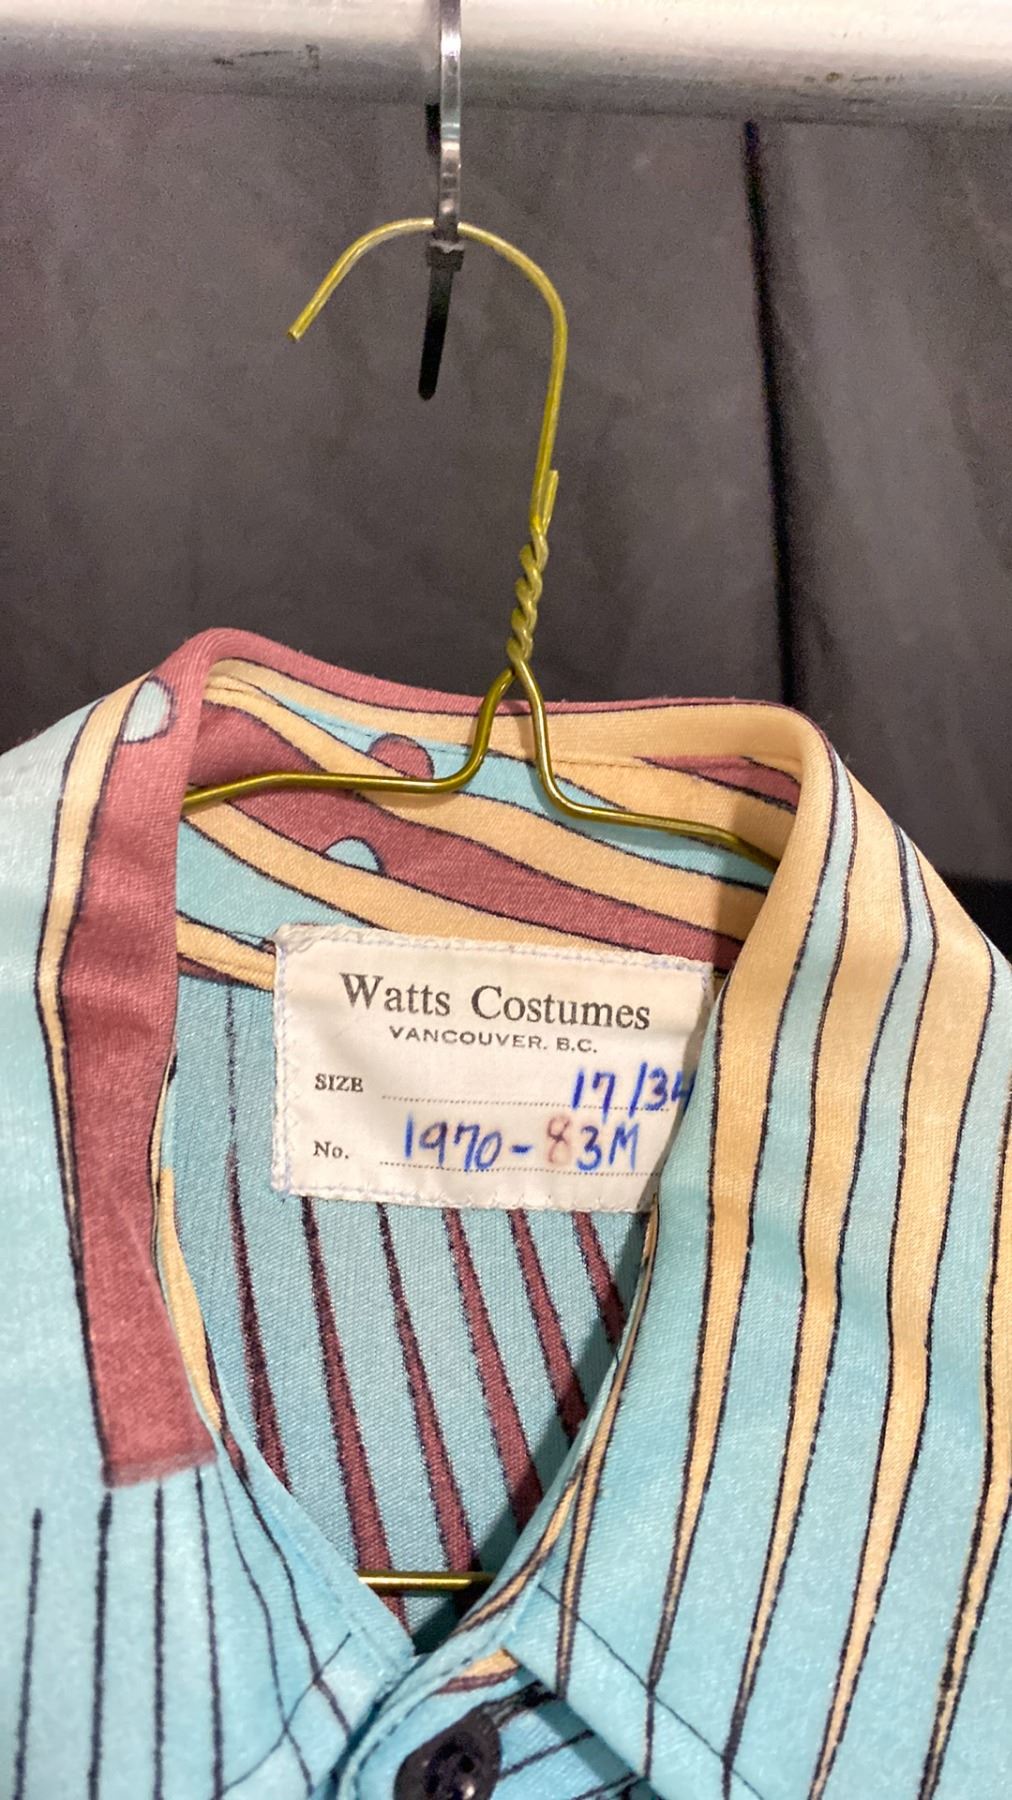 Watts Costumes
VANCOUVER. B.C.
SIZE 17/34
No. 1970-83M